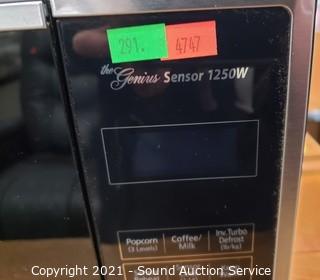 291. 4747
the Genius Sensor 1250W
Popcorn (3 Levels) Coffee/ Milk Inv.Turbo Defrost (lb/kg)
Reheat
Copyright 2021 - Sound Auction Service